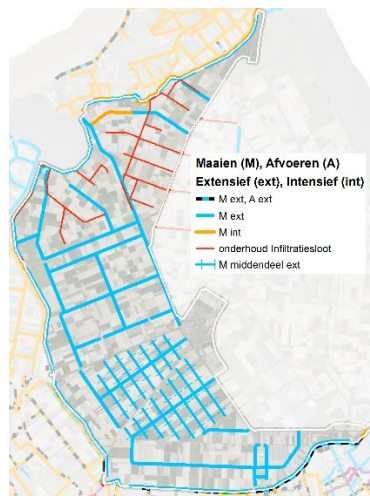 Maaien (M), Afvoeren (A)
Extensief (ext), Intensief (int)
M ext, A ext
M ext
M int
onderhoud Infiltratiesloot
M middendeel ext